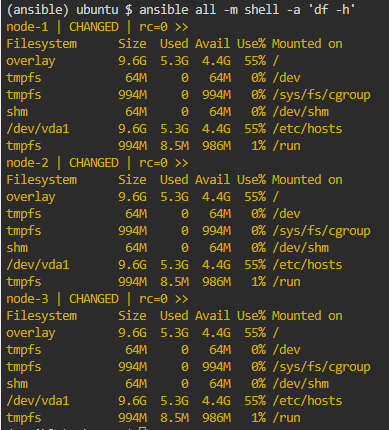 (ansible) ubuntu $ ansible all -m shell -a 'df -h'
node-1 | CHANGED | rc=0 >>
Filesystem      Size  Used Avail Use% Mounted on
overlay         9.6G  5.3G  4.4G  55% /
tmpfs            64M     0   64M   0% /dev
tmpfs           994M     0  994M   0% /sys/fs/cgroup
shm              64M     0   64M   0% /dev/shm
/dev/vda1       9.6G  5.3G  4.4G  55% /etc/hosts
tmpfs           994M  8.5M  986M   1% /run
node-2 | CHANGED | rc=0 >>
Filesystem      Size  Used Avail Use% Mounted on
overlay         9.6G  5.3G  4.4G  55% /
tmpfs            64M     0   64M   0% /dev
tmpfs           994M     0  994M   0% /sys/fs/cgroup
shm              64M     0   64M   0% /dev/shm
/dev/vda1       9.6G  5.3G  4.4G  55% /etc/hosts
tmpfs           994M  8.5M  986M   1% /run
node-3 | CHANGED | rc=0 >>
Filesystem      Size  Used Avail Use% Mounted on
overlay         9.6G  5.3G  4.4G  55% /
tmpfs            64M     0   64M   0% /dev
tmpfs           994M     0  994M   0% /sys/fs/cgroup
shm              64M     0   64M   0% /dev/shm
/dev/vda1       9.6G  5.3G  4.4G  55% /etc/hosts
tmpfs           994M  8.5M  986M   1% /run